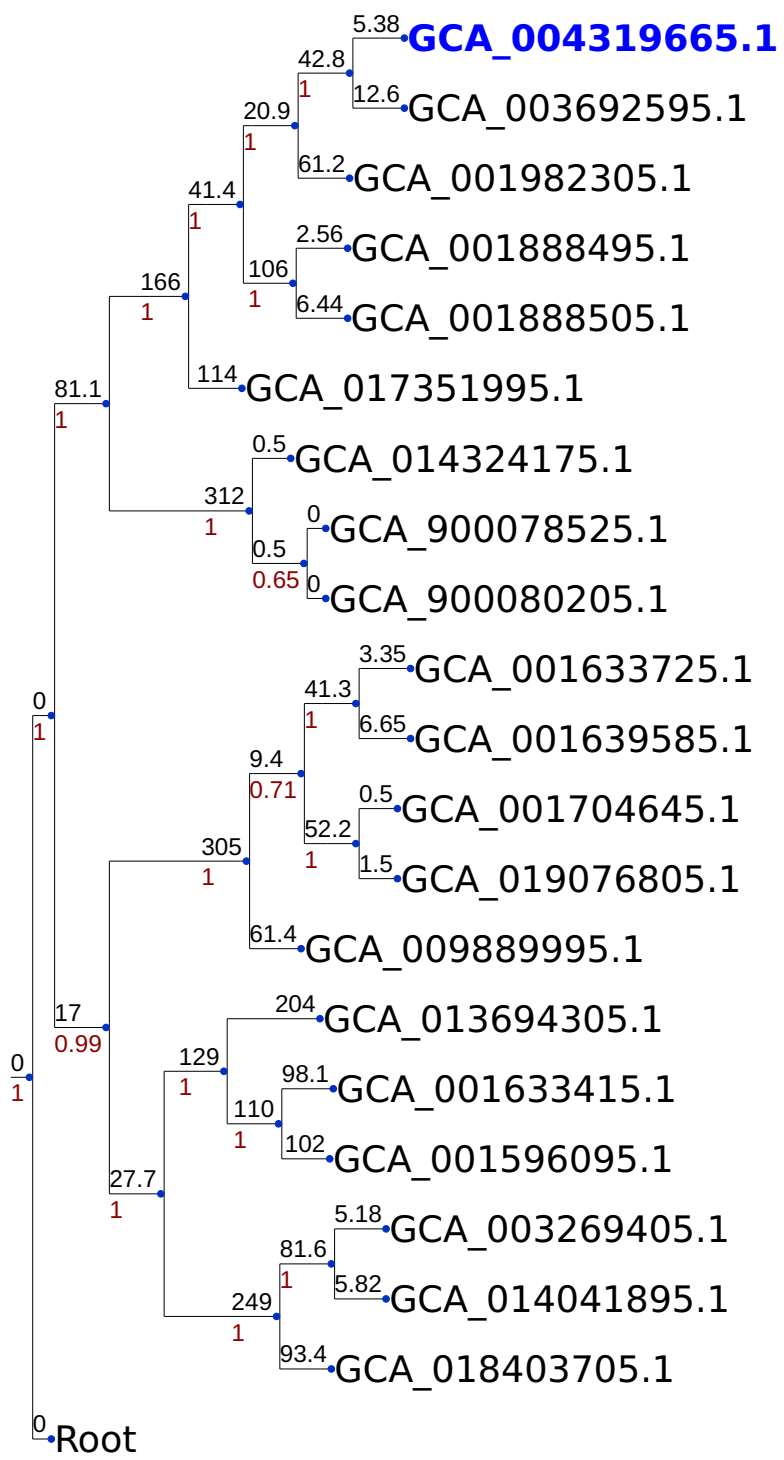 5.38
GCA_004319665.1
42.8
1
12.6
GCA_003692595.1
20.9
1
61.2
GCA_001982305.1
41.4
1
2.56
GCA_001888495.1
106
1
6.44
GCA_001888505.1
166
1
114
GCA_017351995.1
81.1
1
0.5
GCA_014324175.1
312
1
0
GCA_900078525.1
0.5
0.65
0
GCA_900080205.1
3.35
GCA_001633725.1
41.3
1
0
1
6.65
GCA_001639585.1
9.4
0.71
0.5
GCA_001704645.1
52.2
1
305
1
1.5
GCA_019076805.1
61.4
GCA_009889995.1
17
0.99
204
GCA_013694305.1
129
1
0
1
98.1
GCA_001633415.1
110
1
102
GCA_001596095.1
27.7
1
5.18
GCA_003269405.1
81.6
1
5.82
GCA_014041895.1
249
1
93.4
GCA_018403705.1
0
Root